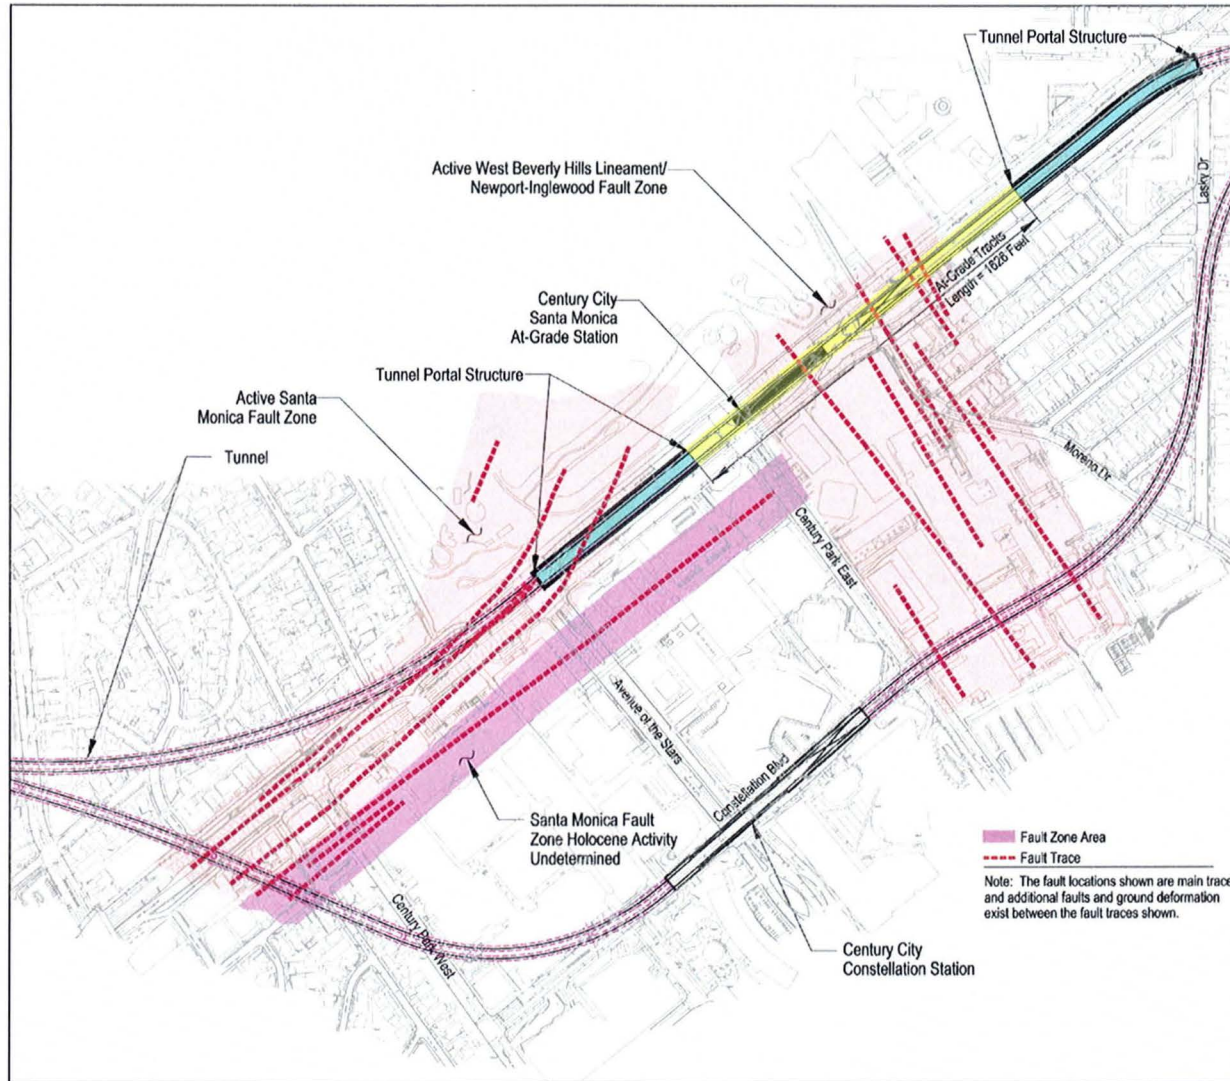 Tunnel Portal Structure
Active West Beverly Hills Lineament/
Newport-Inglewood Fault Zone
Lasky Dr
At-Grade Tracks
Length = 1626 Feet
Century City
Santa Monica
At-Grade Station
Tunnel Portal Structure
Active Santa
Monica Fault Zone
Tunnel
Moreno Dr
Century Park East
Avenue of the Stars
Constellation Blvd
Santa Monica Fault
Zone Holocene Activity
Undetermined
Century Park West
Century City
Constellation Station
Fault Zone Area
Fault Trace
Note: The fault locations shown are main trace
and additional faults and ground deformation
exist between the fault traces shown.